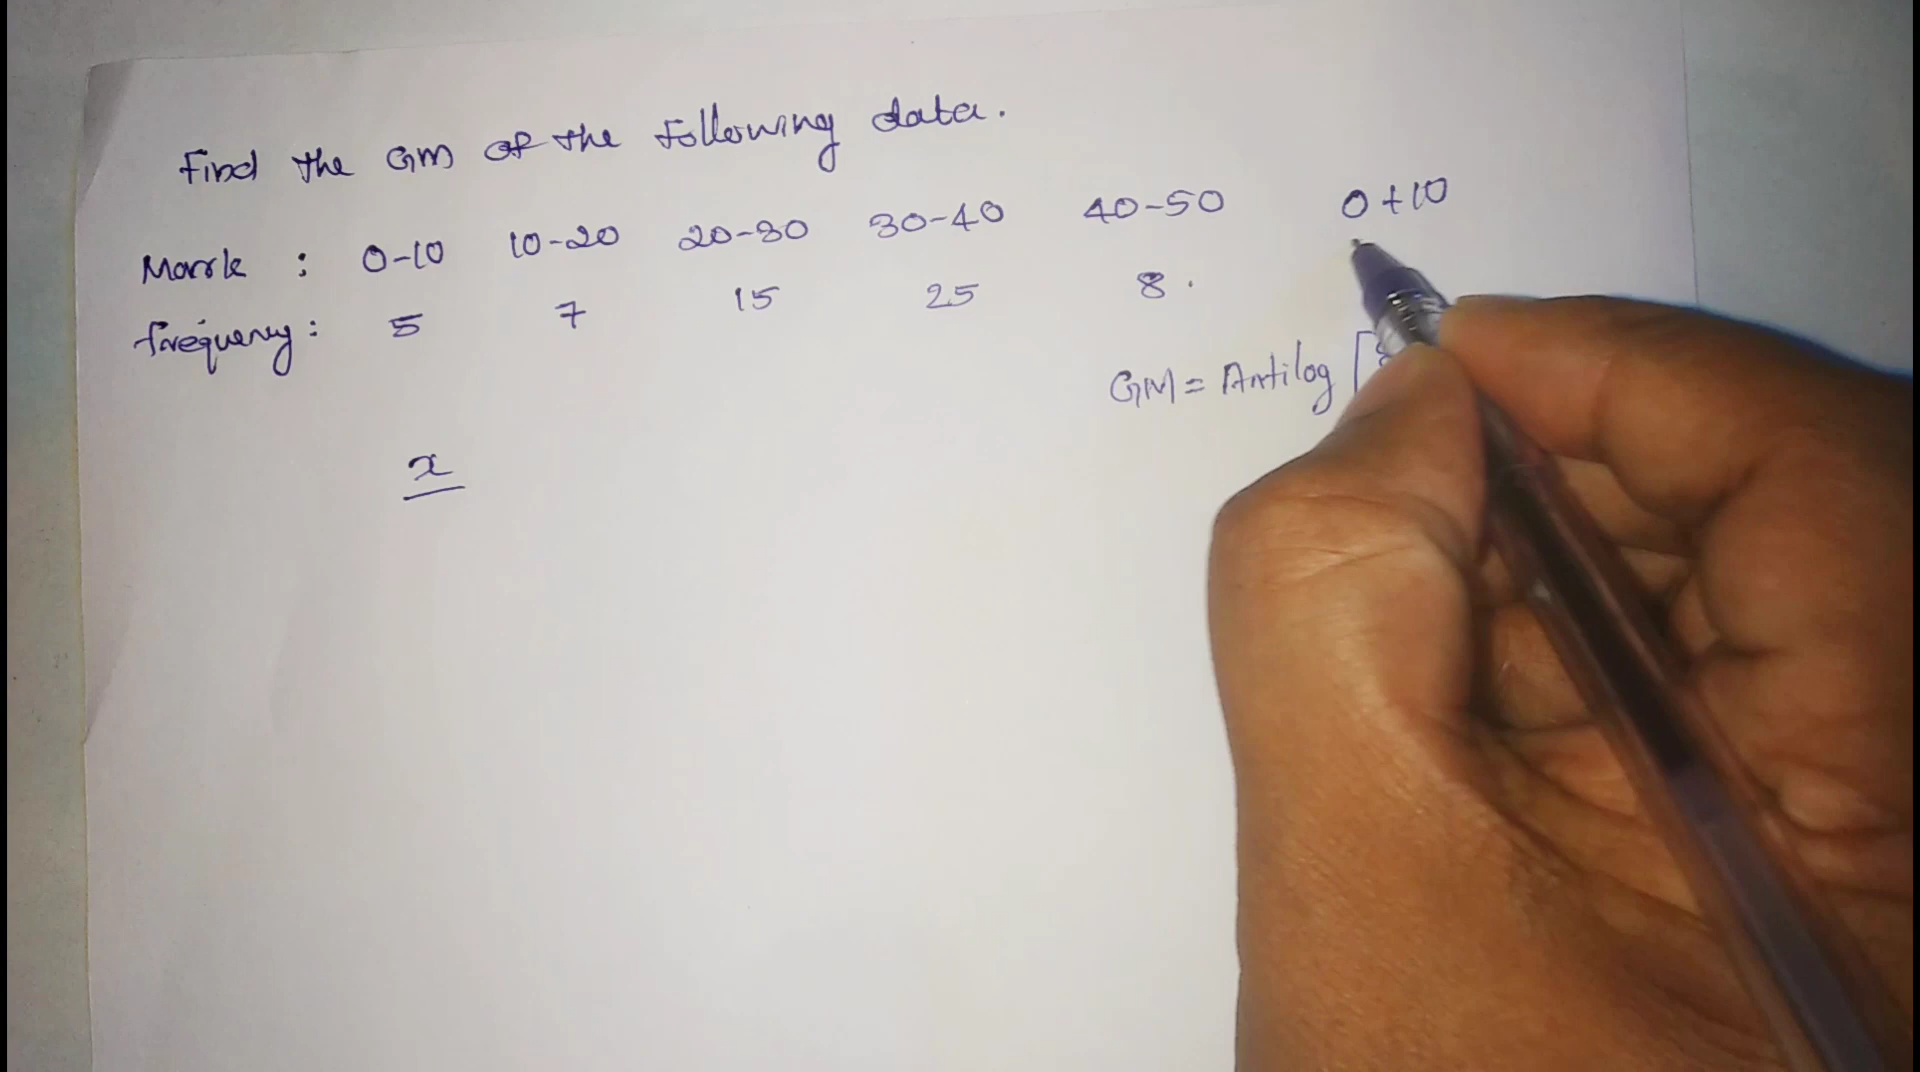 Find the GM of the following data.
Mark : 0-10 10-20 20-30 30-40 40-50
frequency: 5 7 15 25 8.
0+10
GM = Antilog [
x